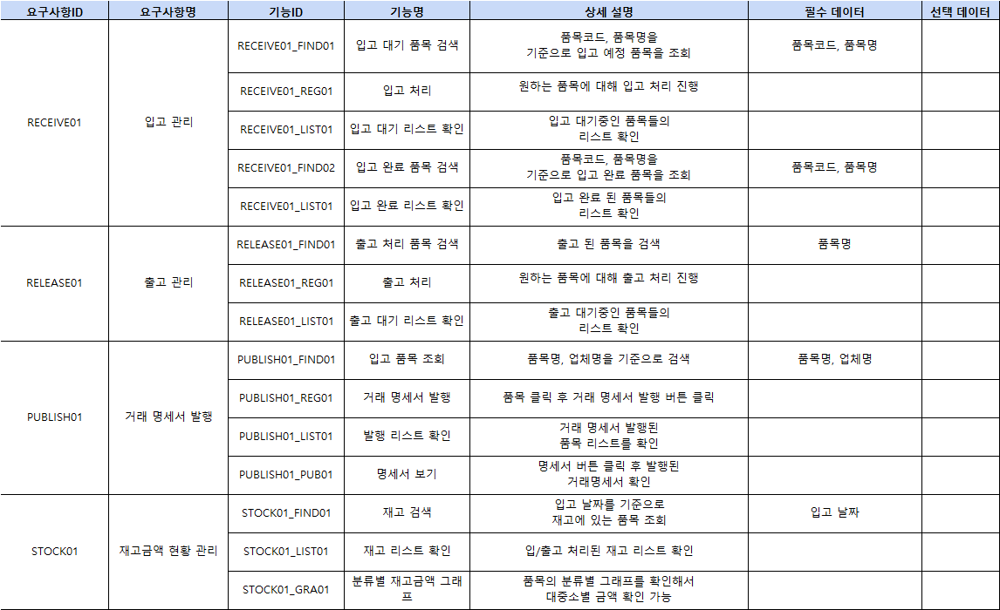 요구사항ID 요구사항명 기능ID 기능명 상세 설명 필수 데이터 선택 데이터
RECEIVE01 입고 관리
RECEIVE01_FIND01 입고 대기 품목 검색 품목코드, 품목명을
기준으로 입고 예정 품목을 조회 품목코드, 품목명
RECEIVE01_REG01 입고 처리 원하는 품목에 대해 입고 처리 진행
RECEIVE01_LIST01 입고 대기 리스트 확인 입고 대기중인 품목들의
리스트 확인
RECEIVE01_FIND02 입고 완료 품목 검색 품목코드, 품목명을
기준으로 입고 완료 품목을 조회 품목코드, 품목명
RECEIVE01_LIST01 입고 완료 리스트 확인 입고 완료 된 품목들의
리스트 확인
RELEASE01 출고 관리
RELEASE01_FIND01 출고 처리 품목 검색 출고 된 품목을 검색 품목명
RELEASE01_REG01 출고 처리 원하는 품목에 대해 출고 처리 진행
RELEASE01_LIST01 출고 대기 리스트 확인 출고 대기중인 품목들의
리스트 확인
PUBLISH01 거래 명세서 발행
PUBLISH01_FIND01 입고 품목 조회 품목명, 업체명을 기준으로 검색 품목명, 업체명
PUBLISH01_REG01 거래 명세서 발행 품목 클릭 후 거래 명세서 발행 버튼 클릭
PUBLISH01_LIST01 발행 리스트 확인 거래 명세서 발행된
품목 리스트를 확인
PUBLISH01_PUB01 명세서 보기 명세서 버튼 클릭 후 발행된
거래명세서 확인
STOCK01 재고금액 현황 관리
STOCK01_FIND01 재고 검색 입고 날짜를 기준으로
재고에 있는 품목 조회 입고 날짜
STOCK01_LIST01 재고 리스트 확인 입/출고 처리된 재고 리스트 확인
STOCK01_GRA01 분류별 재고금액 그래
프 품목의 분류별 그래프를 확인해서
대중소별 금액 확인 가능